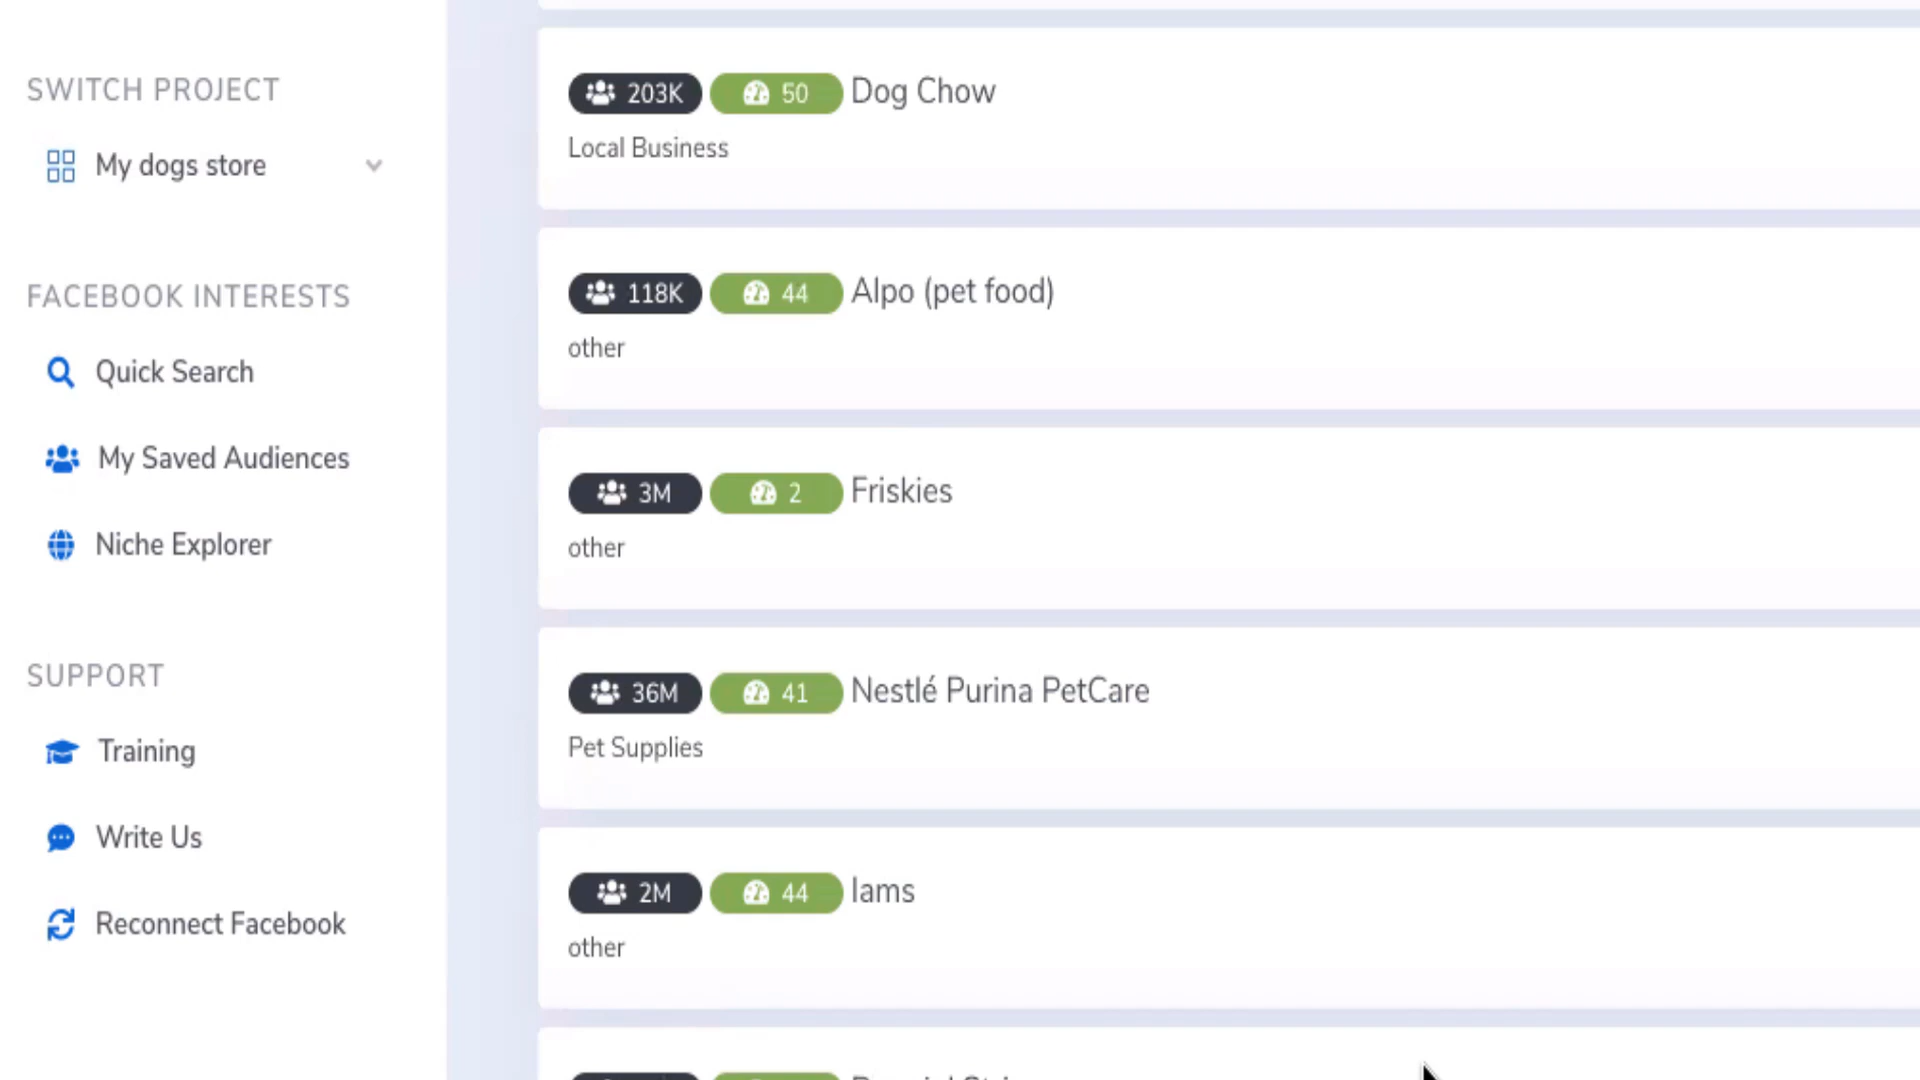 SWITCH PROJECT
My dogs store
FACEBOOK INTERESTS
Quick Search
My Saved Audiences
Niche Explorer
SUPPORT
Training
Write Us
Reconnect Facebook
203K 50 Dog Chow
Local Business
118K 44 Alpo (pet food)
other
3M 2 Friskies
other
36M 41 Nestlé Purina PetCare
Pet Supplies
2M 44 Iams
other